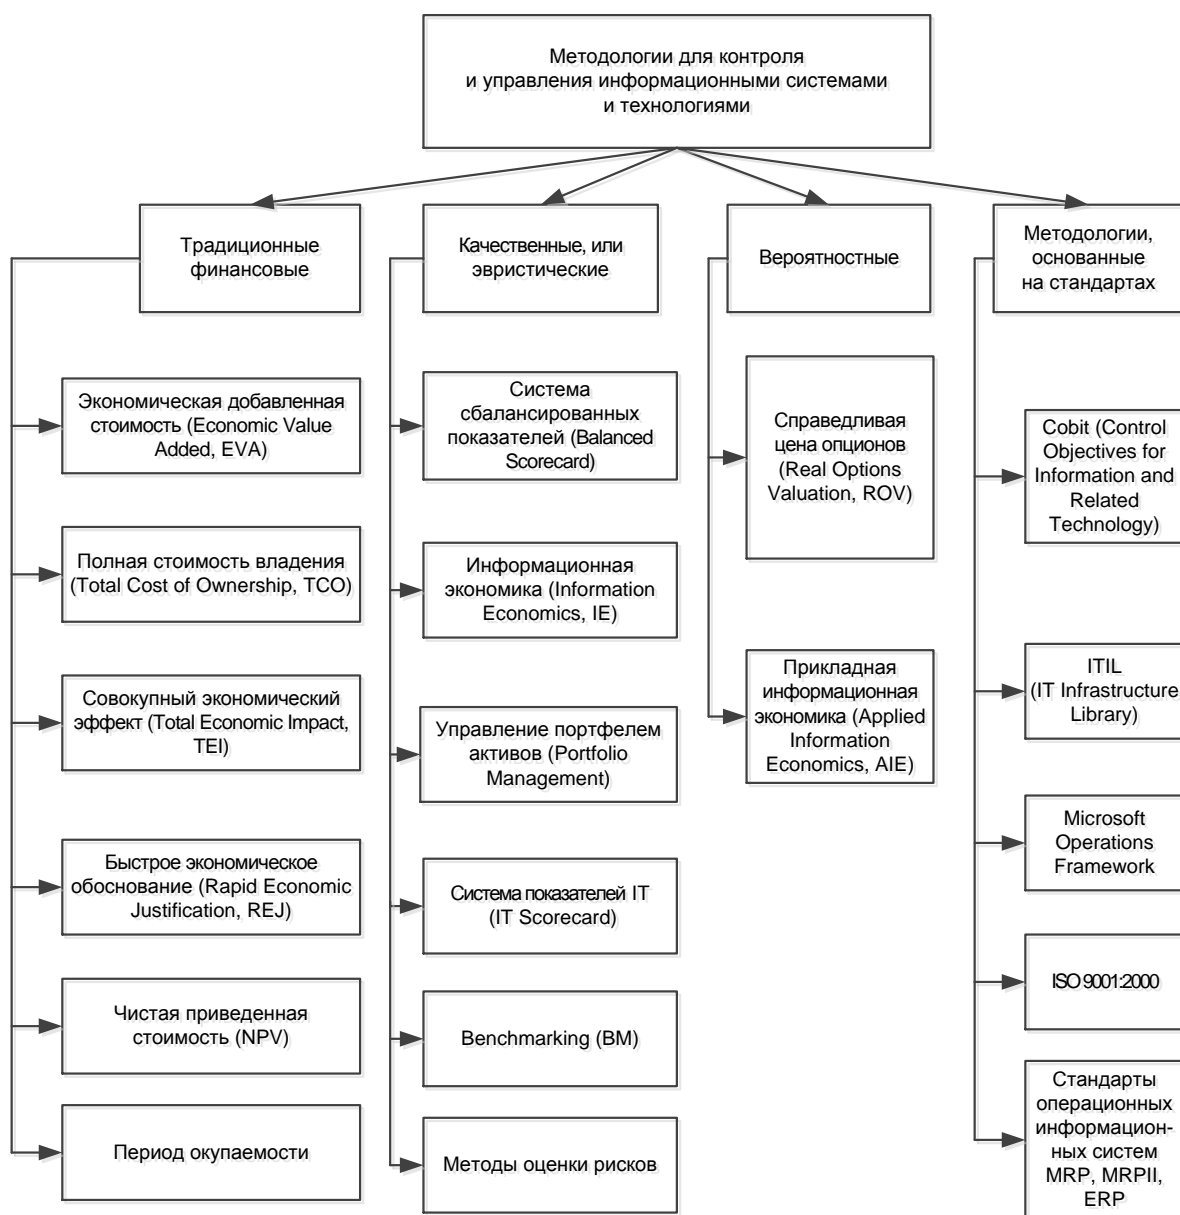 Методологии для контроля
и управления информационными системами
и технологиями
Традиционные
финансовые
Экономическая добавленная
стоимость (Economic Value
Added, EVA)
Полная стоимость владения
(Total Cost of Ownership, TCO)
Совокупный экономический
эффект (Total Economic Impact,
TEI)
Быстрое экономическое
обоснование (Rapid Economic
Justification, REJ)
Чистая приведенная
стоимость (NPV)
Период окупаемости
Качественные, или
эвристические
Система
сбалансированных
показателей (Balanced
Scorecard)
Информационная
экономика (Information
Economics, IE)
Управление портфелем
активов (Portfolio
Management)
Система показателей IT
(IT Scorecard)
Benchmarking (BM)
Методы оценки рисков
Вероятностные
Справедливая
цена опционов
(Real Options
Valuation, ROV)
Прикладная
информационная
экономика (Applied
Information
Economics, AIE)
Методологии,
основанные
на стандартах
Cobit (Control
Objectives for
Information and
Related
Technology)
ITIL
(IT Infrastructure
Library)
Microsoft
Operations
Framework
ISO 9001:2000
Стандарты
операционных
информацион-
ных систем
MRP, MRPII,
ERP